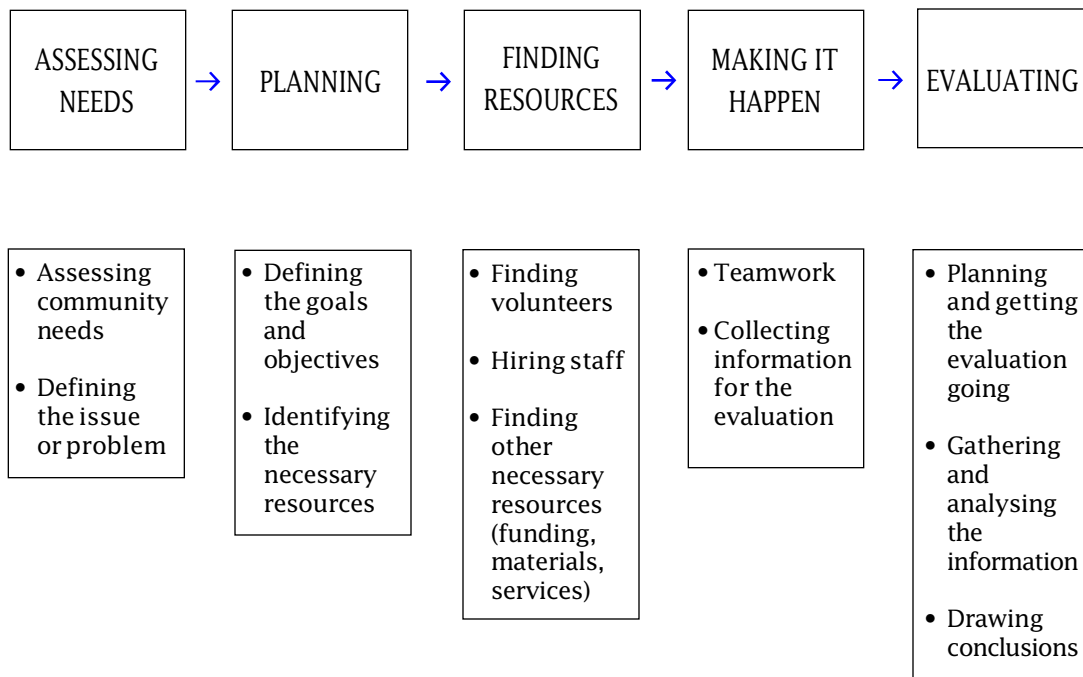 ASSESSING
NEEDS
→
PLANNING
→
FINDING
RESOURCES
→
MAKING IT
HAPPEN
→
EVALUATING
• Assessing
community
needs
• Defining
the issue
or problem
• Defining
the goals
and
objectives
• Identifying
the
necessary
resources
• Finding
volunteers
• Hiring staff
• Finding
other
necessary
resources
(funding,
materials,
services)
• Teamwork
• Collecting
information
for the
evaluation
• Planning
and getting
the
evaluation
going
• Gathering
and
analysing
the
information
• Drawing
conclusions